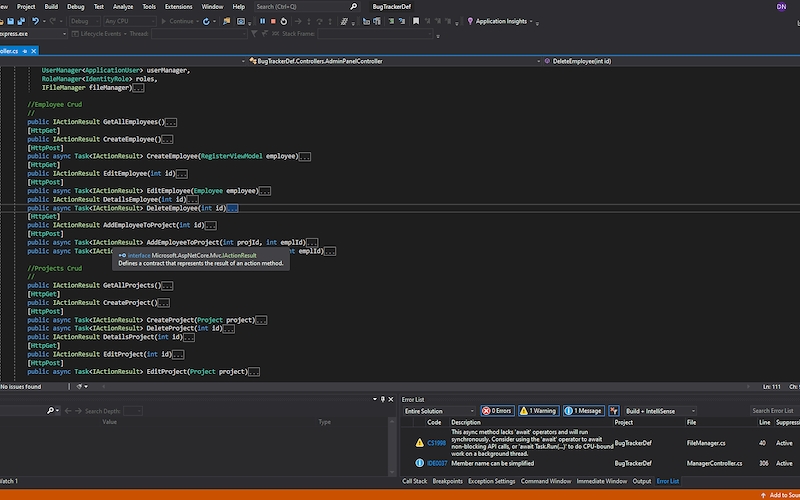 View Project Build Debug Test Analyze Tools Extensions Window Help Search (Ctrl+Q) BugTrackerDef DN
Debug Any CPU Continue Application Insights
express.exe Lifecycle Events Thread: Stack Frame:
oller.cs
BugTrackerDef.Controllers.AdminPanelController DeleteEmployee(int id)
UserManager<ApplicationUser> userManager,
RoleManager<IdentityRole> roles,
IFileManager fileManager)...
//Employee Crud
//
public IActionResult GetAllEmployees()...
[HttpGet]
public IActionResult CreateEmployee()...
[HttpPost]
public async Task<IActionResult> CreateEmployee(RegisterViewModel employee)...
[HttpGet]
public IActionResult EditEmployee(int id)...
[HttpPost]
public async Task<IActionResult> EditEmployee(Employee employee)...
public IActionResult DetailsEmployee(int id)...
public async Task<IActionResult> DeleteEmployee(int id)...
[HttpGet]
public IActionResult AddEmployeeToProject(int id)...
[HttpPost]
public async Task<IActionResult> AddEmployeeToProject(int projId, int emplId)...
public async Task int emplId)...
interface Microsoft.AspNetCore.Mvc.IActionResult
Defines a contract that represents the result of an action method.
//Projects Crud
//
[HttpGet]
public IActionResult GetAllProjects()...
[HttpGet]
public IActionResult CreateProject()...
[HttpPost]
public async Task<IActionResult> CreateProject(Project project)...
public async Task<IActionResult> DeleteProject(int id)...
public IActionResult DetailsProject(int id)...
[HttpGet]
public IActionResult EditProject(int id)...
[HttpPost]
public async Task<IActionResult> EditProject(Project project)...
No issues found Ln: 111 Ch:
Search Depth:
Value Type
Watch 1
Error List
Entire Solution 0 Errors 1 Warning 1 Message Build + IntelliSense Search Error List
Code Description Project File Line Suppressi
CS1998 This async method lacks 'await' operators and will run synchronously. Consider using the 'await' operator to await non-blocking API calls, or 'await Task.Run(...)' to do CPU-bound work on a background thread. BugTrackerDef FileManager.cs 40 Active
IDE0037 Member name can be simplified BugTrackerDef ManagerController.cs 306 Active
Call Stack Breakpoints Exception Settings Command Window Immediate Window Output Error List
Add to Sour